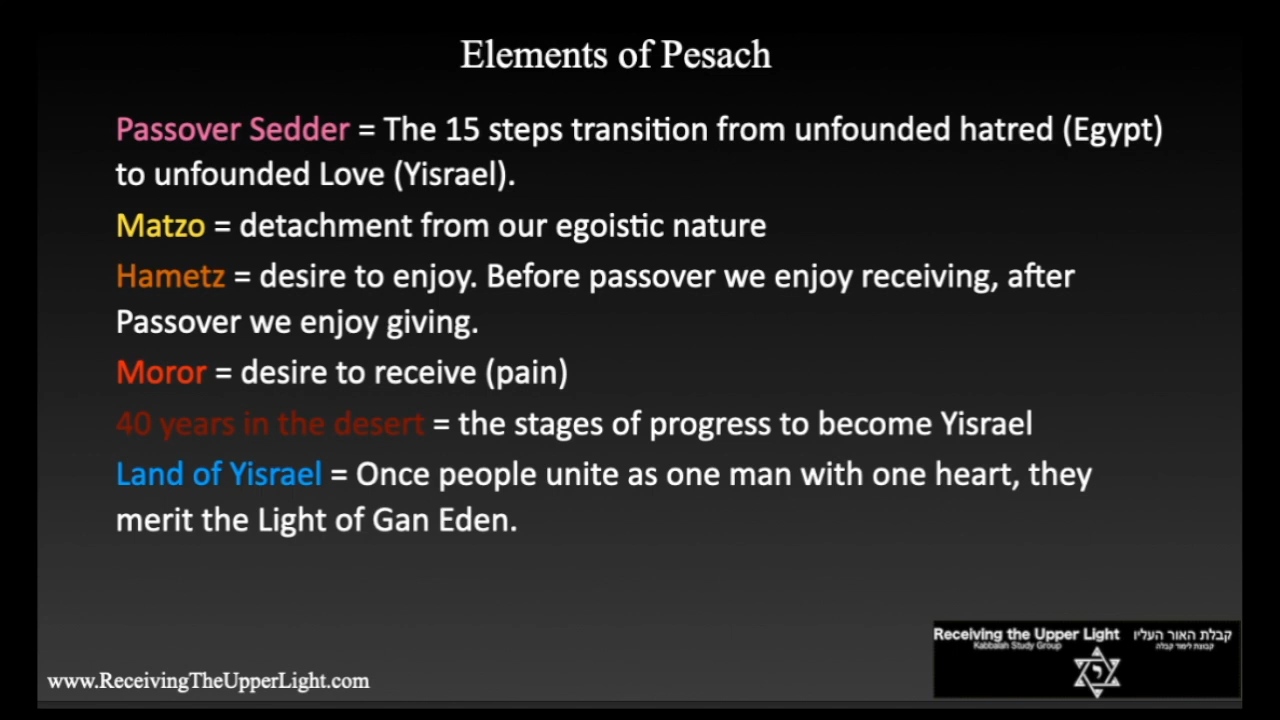 Elements of Pesach
Passover Sedder = The 15 steps transition from unfounded hatred (Egypt)
to unfounded Love (Yisrael).
Matzo = detachment from our egoistic nature
Hametz = desire to enjoy. Before passover we enjoy receiving, after
Passover we enjoy giving.
Moror = desire to receive (pain)
40 years in the desert = the stages of progress to become Yisrael
Land of Yisrael = Once people unite as one man with one heart, they
merit the Light of Gan Eden.
Receiving the Upper Light קבלת האור העליו
Kabbalah Study Group קבוצת לימוד קבלה
י
www.ReceivingTheUpperLight.com